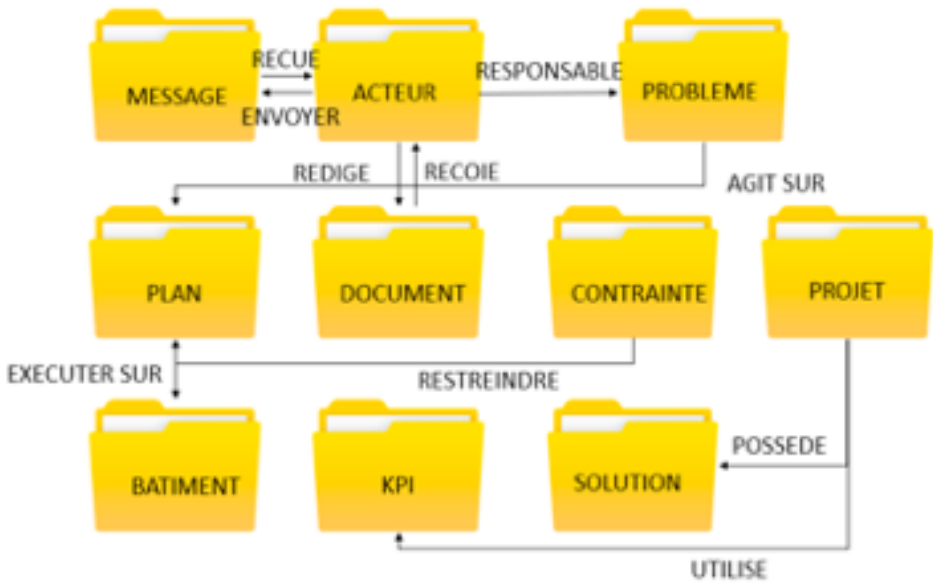 RECUE
RESPONSABLE
MESSAGE
ACTEUR
PROBLEME
ENVOYER
REDIGE
RECOIE
AGIT SUR
PLAN
DOCUMENT
CONTRAINTE
PROJET
EXECUTER SUR
RESTREINDRE
POSSEDE
BATIMENT
KPI
SOLUTION
UTILISE